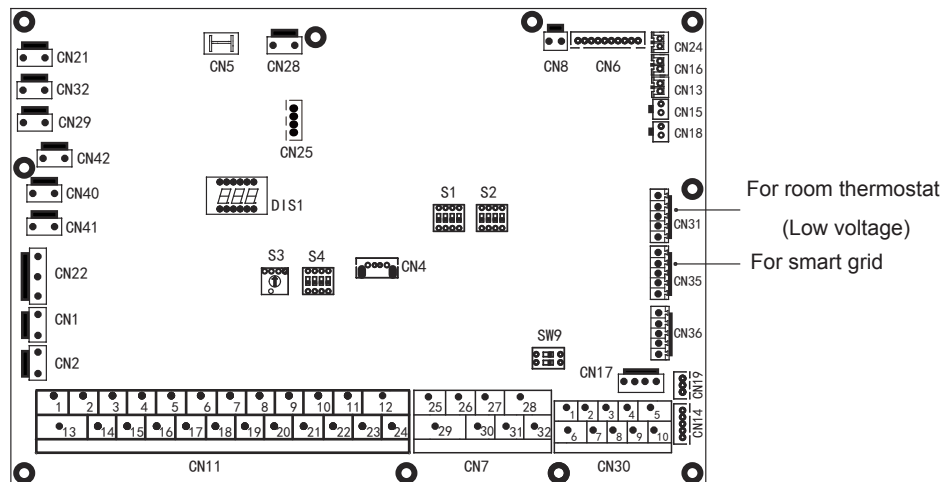 CN21
CN32
CN29
CN42
CN40
CN41
CN22
CN1
CN2
CN5
CN28
CN25
DIS1
CN8
CN6
CN24
CN16
CN13
CN15
CN18
S1
S2
S3
S4
CN4
CN31
For room thermostat
(Low voltage)
CN35
For smart grid
CN36
SW9
CN17
CN19
CN14
1 2 3 4 5 6 7 8 9 10 11 12
13 14 15 16 17 18 19 20 21 22 23 24
CN11
25 26 27 28
29 30 31 32
CN7
1 2 3 4 5
6 7 8 9 10
CN30